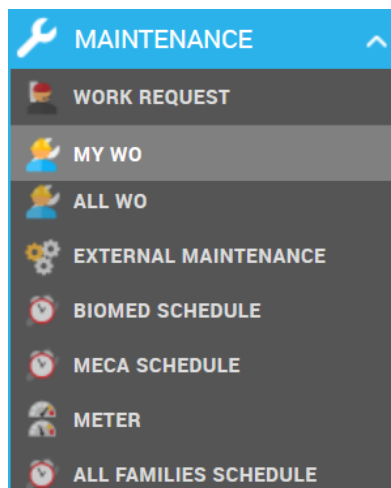 MAINTENANCE
WORK REQUEST
MY WO
ALL WO
EXTERNAL MAINTENANCE
BIOMED SCHEDULE
MECA SCHEDULE
METER
ALL FAMILIES SCHEDULE